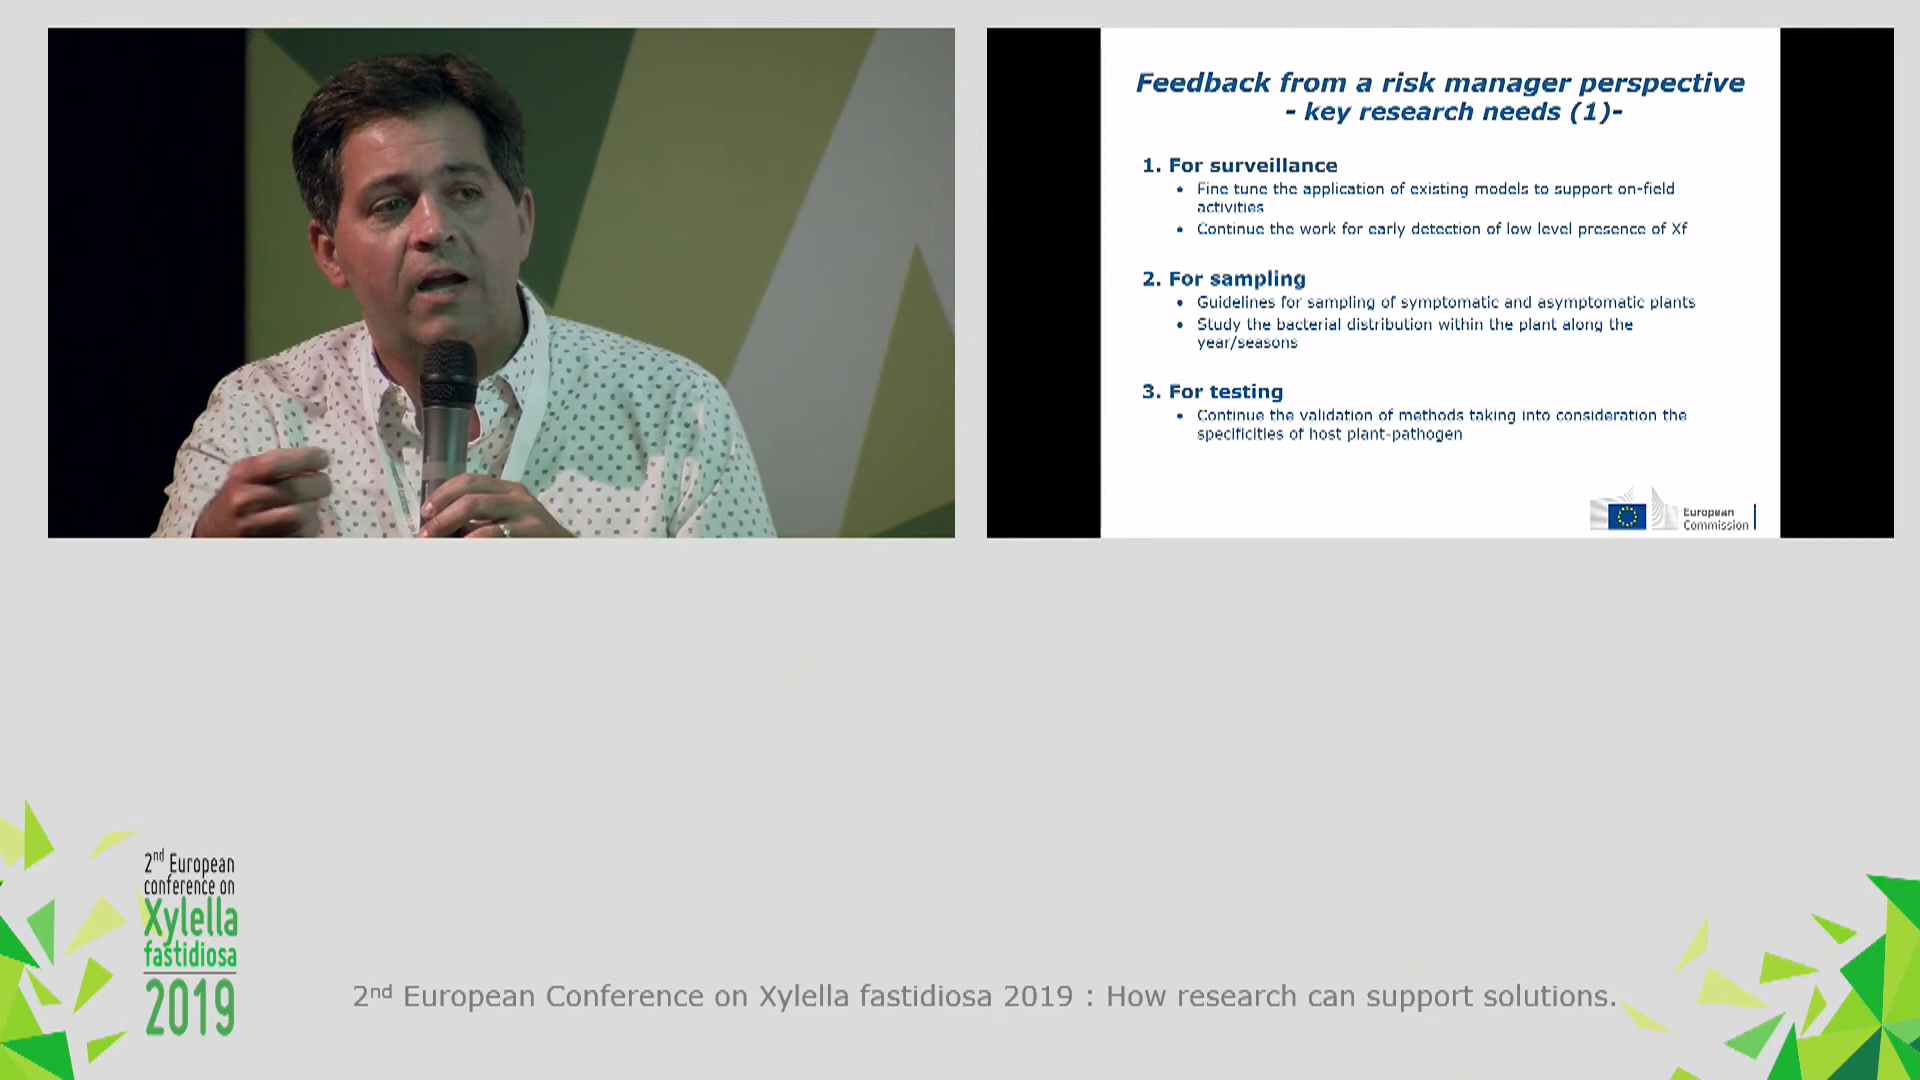 Feedback from a risk manager perspective
- key research needs (1)-
1. For surveillance
• Fine tune the application of existing models to support on-field
activities
• Continue the work for early detection of low level presence of Xf
2. For sampling
• Guidelines for sampling of symptomatic and asymptomatic plants
• Study the bacterial distribution within the plant along the
year/seasons
3. For testing
• Continue the validation of methods taking into consideration the
specificities of host plant-pathogen
European
Commission
2nd European
conference on
Xylella
fastidiosa
2019
2nd European Conference on Xylella fastidiosa 2019 : How research can support solutions.